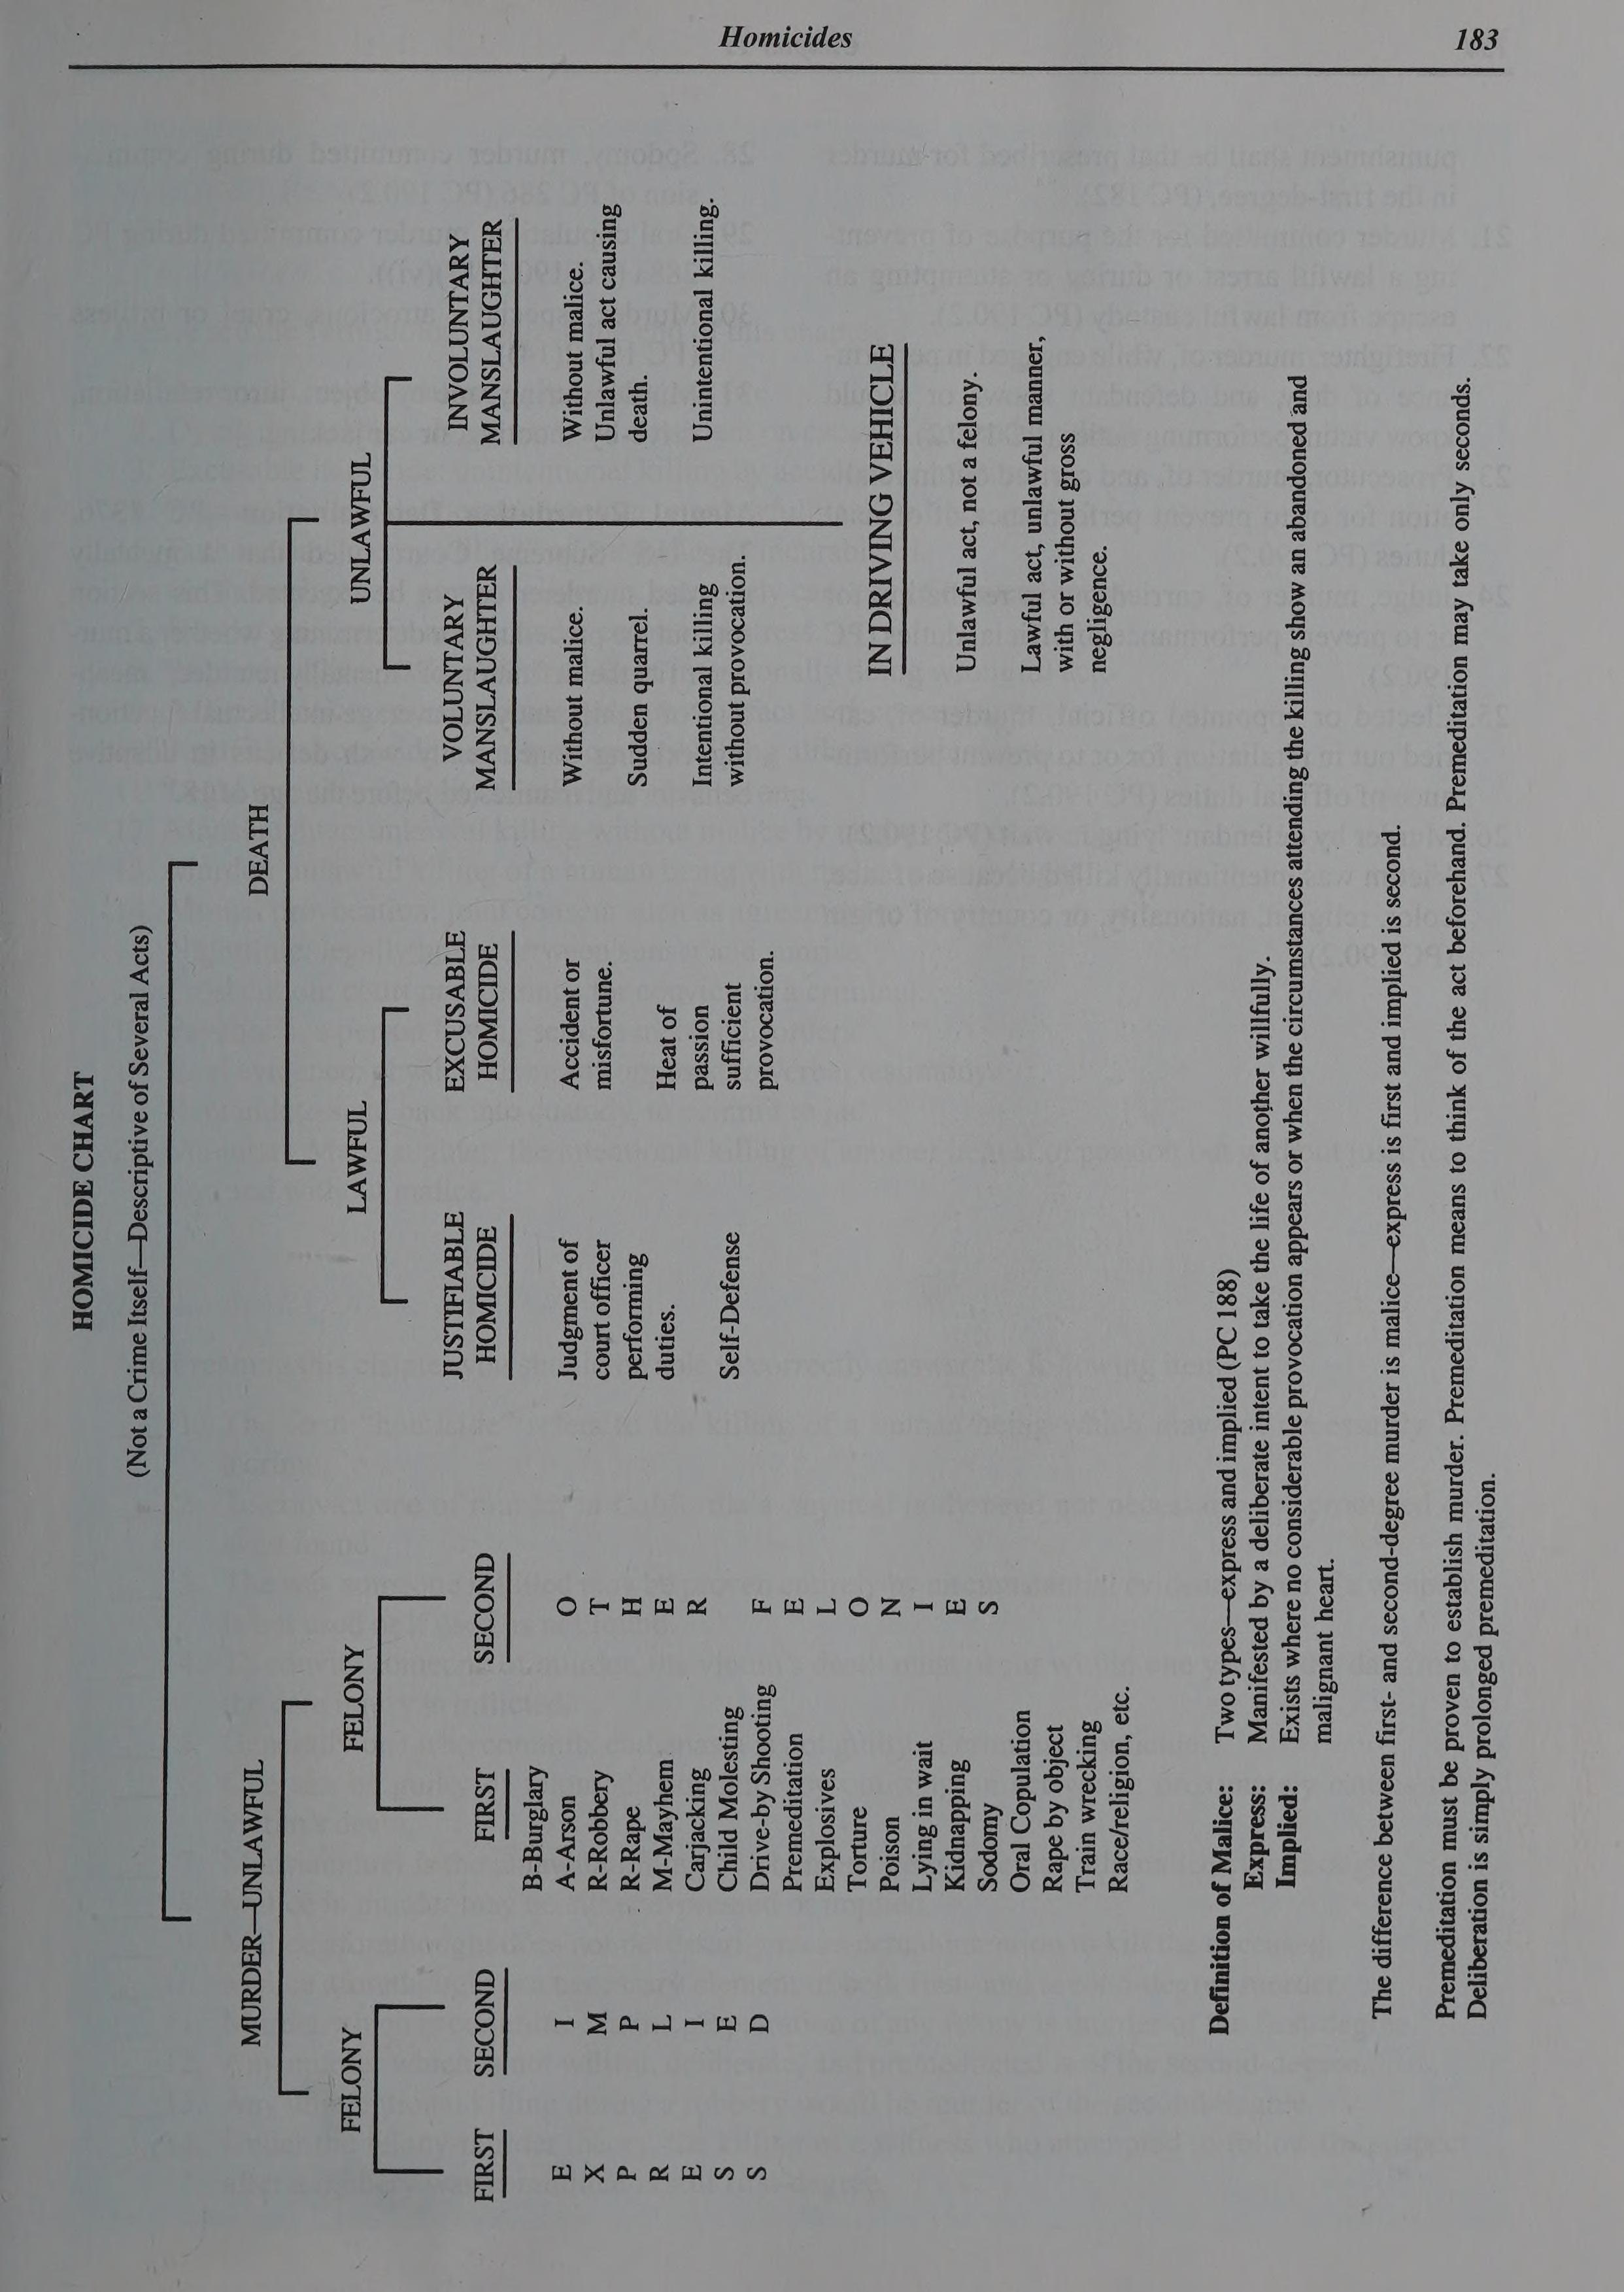 Homicides 183
HOMICIDE CHART
(Not a Crime Itself—Descriptive of Several Acts)
MURDER—UNLAWFUL
FELONY
FIRST
E
X
P
R
E
S
S
SECOND
I
M
P
L
I
E
D
FELONY
FIRST
B-Burglary
A-Arson
R-Robbery
R-Rape
M-Mayhem
Carjacking
Child Molesting
Drive-by Shooting
Premeditation
Explosives
Torture
Poison
Lying in wait
Kidnapping
Sodomy
Oral Copulation
Rape by object
Train wrecking
Race/religion, etc.
SECOND
O
T
H
E
R
F
E
L
O
N
I
E
S
DEATH
LAWFUL
JUSTIFIABLE
HOMICIDE
Judgment of
court officer
performing
duties.
Self-Defense
EXCUSABLE
HOMICIDE
Accident or
misfortune.
Heat of
passion
sufficient
provocation.
UNLAWFUL
VOLUNTARY
MANSLAUGHTER
Without malice.
Sudden quarrel.
Intentional killing
without provocation.
INVOLUNTARY
MANSLAUGHTER
Without malice.
Unlawful act causing
death.
Unintentional killing.
IN DRIVING VEHICLE
Unlawful act, not a felony.
Lawful act, unlawful manner,
with or without gross
negligence.
Definition of Malice: Two types—express and implied (PC 188)
Express: Manifested by a deliberate intent to take the life of another willfully.
Implied: Exists where no considerable provocation appears or when the circumstances attending the killing show an abandoned and
malignant heart.
The difference between first- and second-degree murder is malice—express is first and implied is second.
Premeditation must be proven to establish murder. Premeditation means to think of the act beforehand. Premeditation may take only seconds.
Deliberation is simply prolonged premeditation.